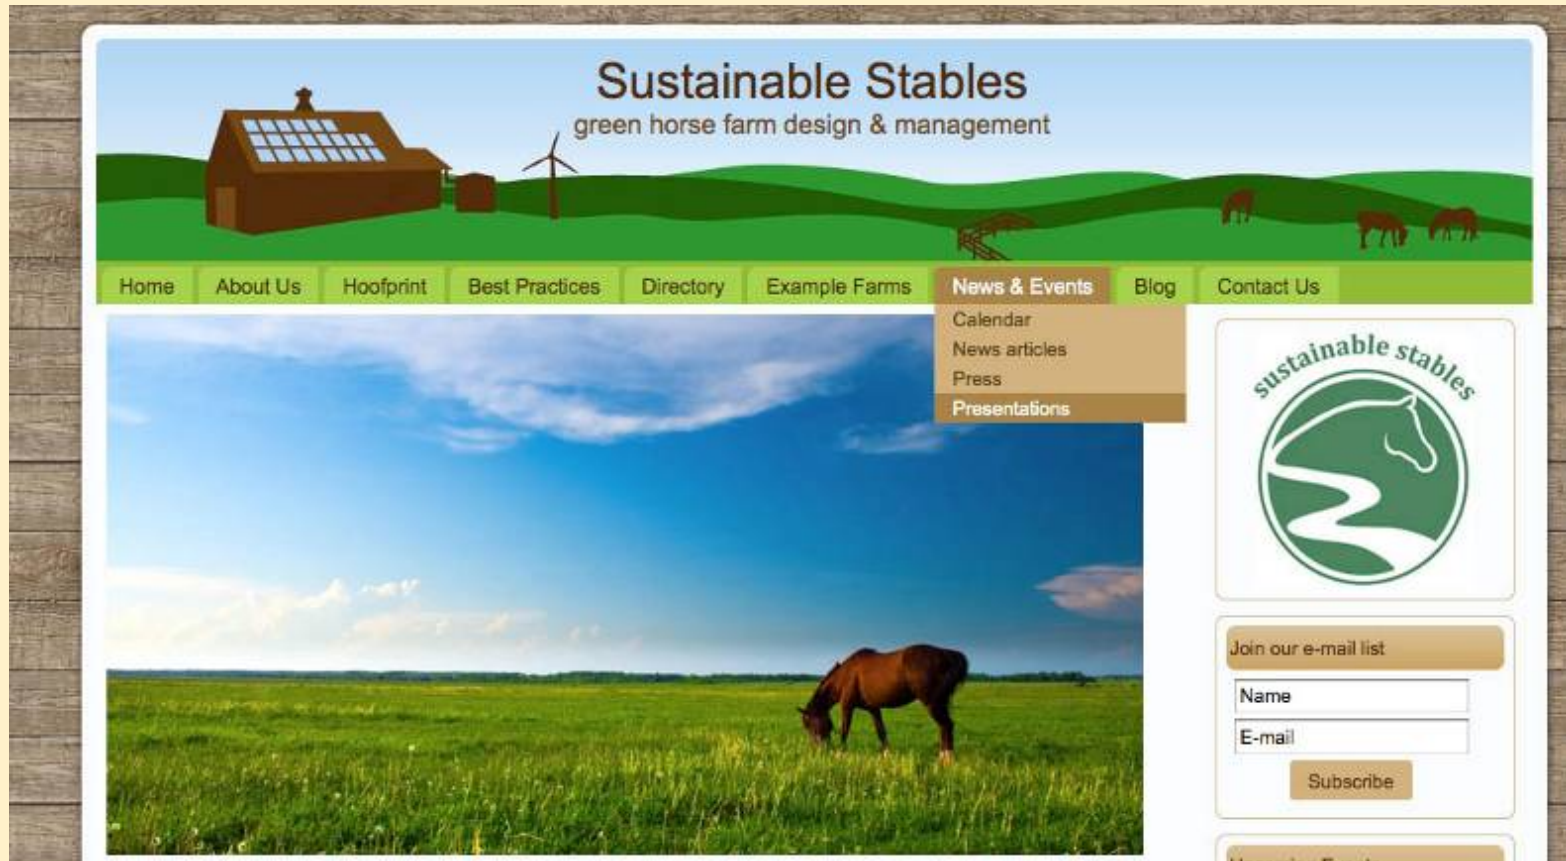 Sustainable Stables
green horse farm design & management
Home About Us Hoofprint Best Practices Directory Example Farms News & Events Blog Contact Us
Calendar
News articles
Press
Presentations
sustainable stables
Join our e-mail list
Name
E-mail
Subscribe